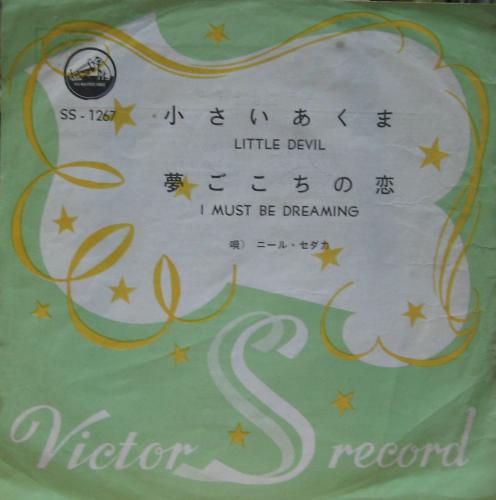 SS - 1267
小さいあくま
LITTLE DEVIL
夢ごこちの恋
I MUST BE DREAMING
唄） ニール・セダカ
Victor S record